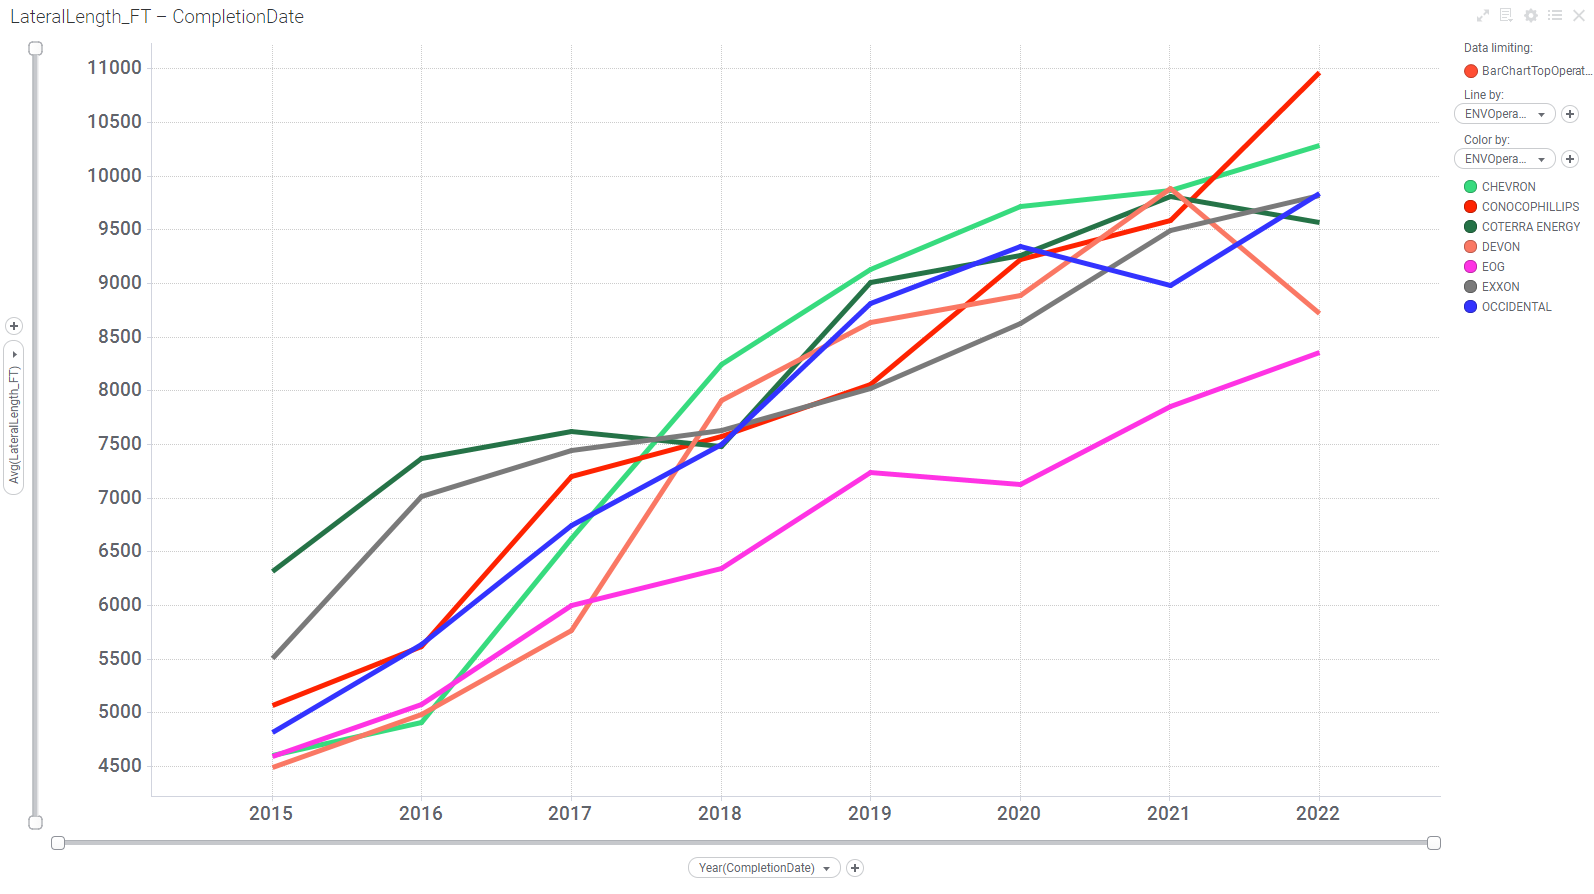 LateralLength_FT – CompletionDate
Data limiting:
BarChartTopOperat...
Line by:
ENVOpera...
Color by:
ENVOpera...
CHEVRON
CONOCOPHILLIPS
COTERRA ENERGY
DEVON
EOG
EXXON
OCCIDENTAL
Avg(LateralLength_FT)
11000
10500
10000
9500
9000
8500
8000
7500
7000
6500
6000
5500
5000
4500
2015 2016 2017 2018 2019 2020 2021 2022
Year(CompletionDate)